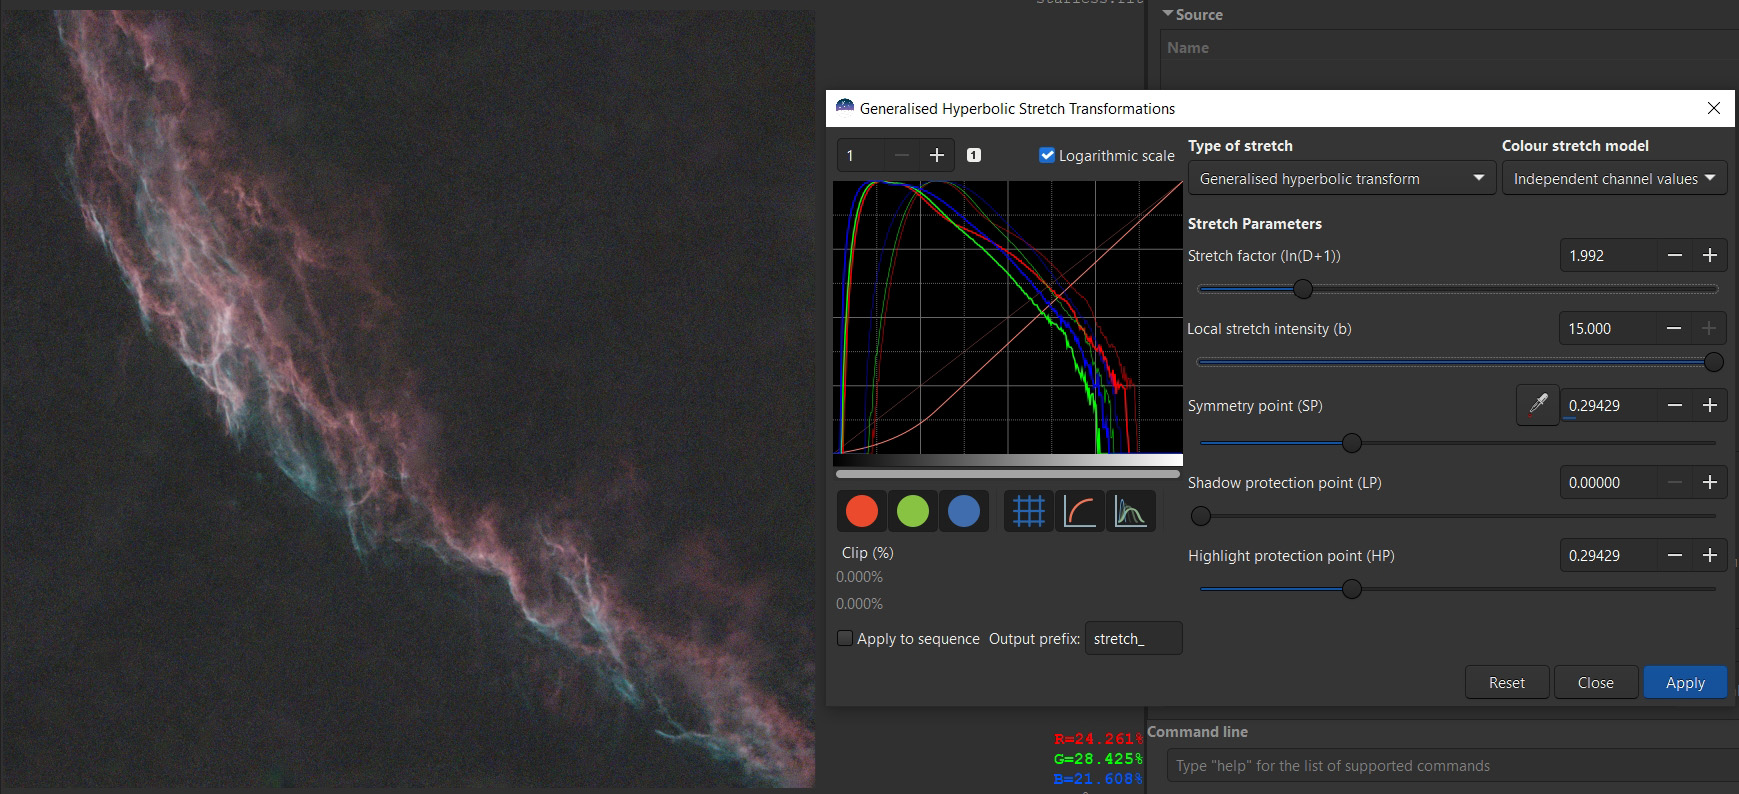 starless.fit
Source
Name
Generalised Hyperbolic Stretch Transformations
1
1
Logarithmic scale
Type of stretch
Colour stretch model
Generalised hyperbolic transform
Independent channel values
Stretch Parameters
Stretch factor (ln(D+1))
1.992
Local stretch intensity (b)
15.000
Symmetry point (SP)
0.29429
Shadow protection point (LP)
0.00000
Highlight protection point (HP)
0.29429
Clip (%)
0.000%
0.000%
Apply to sequence
Output prefix:
stretch_
Reset
Close
Apply
R=24.261%
G=28.425%
B=21.608%
Command line
Type "help" for the list of supported commands